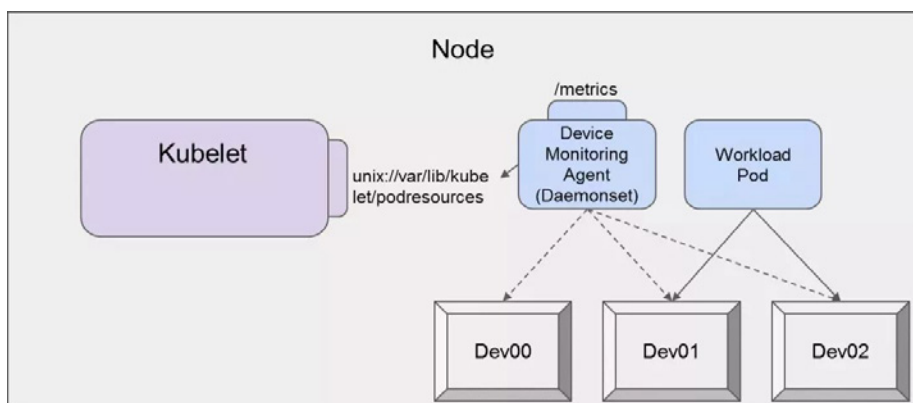 Node
/metrics
Kubelet
Device
Monitoring
Agent
(Daemonset)
Workload
Pod
unix://var/lib/kube
let/podresources
Dev00
Dev01
Dev02